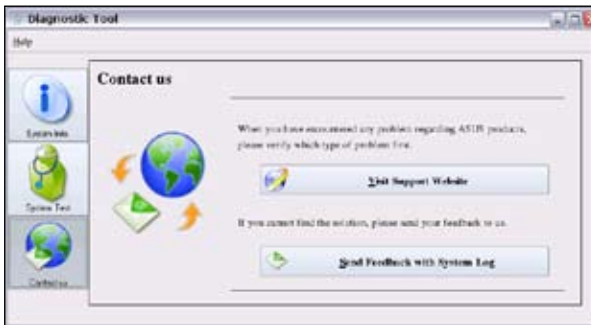 Diagnostic Tool
Help
Contact us
System Info
When you have encountered any problem regarding ASUS products,
please verify which type of problem first.
Visit Support Website
System Test
If you cannot find the solution, please send your feedback to us.
Send Feedback with System Log
Contact us